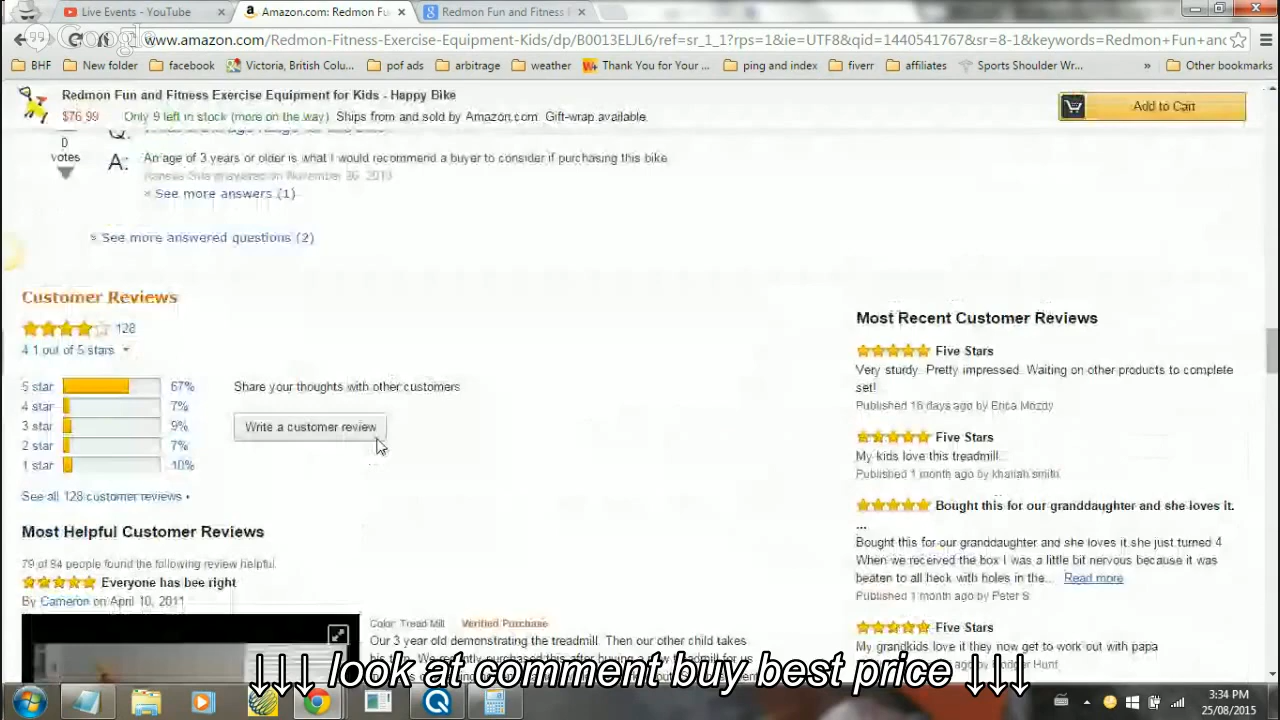 Live Events - YouTube
Amazon.com: Redmon Fu
Redmon Fun and Fitness
Google
www.amazon.com/Redmon-Fitness-Exercise-Equipment-Kids/dp/B0013ELJL6/ref=sr_1_1?rps=1&ie=UTF8&qid=1440541767&sr=8-1&keywords=Redmon+Fun+and
BHF
New folder
facebook
Victoria, British Colu...
pof ads
arbitrage
weather
Thank You for Your ...
ping and index
fiverr
affiliates
Sports Shoulder Wr...
»
Other bookmarks
Redmon Fun and Fitness Exercise Equipment for Kids - Happy Bike
$76.99 Only 9 left in stock (more on the way) Ships from and sold by Amazon.com Gift-wrap available.
Add to Cart
0
votes
Q:
A: An age of 3 years or older is what I would recommend a buyer to consider if purchasing this bike
answered on November
» See more answers (1)
» See more answered questions (2)
Customer Reviews
128
4.1 out of 5 stars
5 star 67%
4 star 7%
3 star 9%
2 star 7%
1 star 10%
Share your thoughts with other customers
Write a customer review
See all 128 customer reviews
Most Helpful Customer Reviews
79 of 84 people found the following review helpful.
Everyone has bee right
By Cameron on April 10, 2011
Color: Tread Mill Verified Purchase
Our 3 year old demonstrating the treadmill. Then our other child takes
Most Recent Customer Reviews
Five Stars
Very sturdy. Pretty impressed. Waiting on other products to complete
set!
Published 16 days ago by Erica Mozdy
Five Stars
My kids love this treadmill.
Published 1 month ago by khariah smith
Bought this for our granddaughter and she loves it.
...
Bought this for our granddaughter and she loves it.she just turned 4
When we received the box I was a little bit nervous because it was
beaten to all heck with holes in the... Read more
Published 1 month ago by Peter S
Five Stars
My grandkids love it they now get to work out with papa
Hunt
↓↓↓ look at comment buy best price ↓↓↓
3:34 PM
25/08/2015